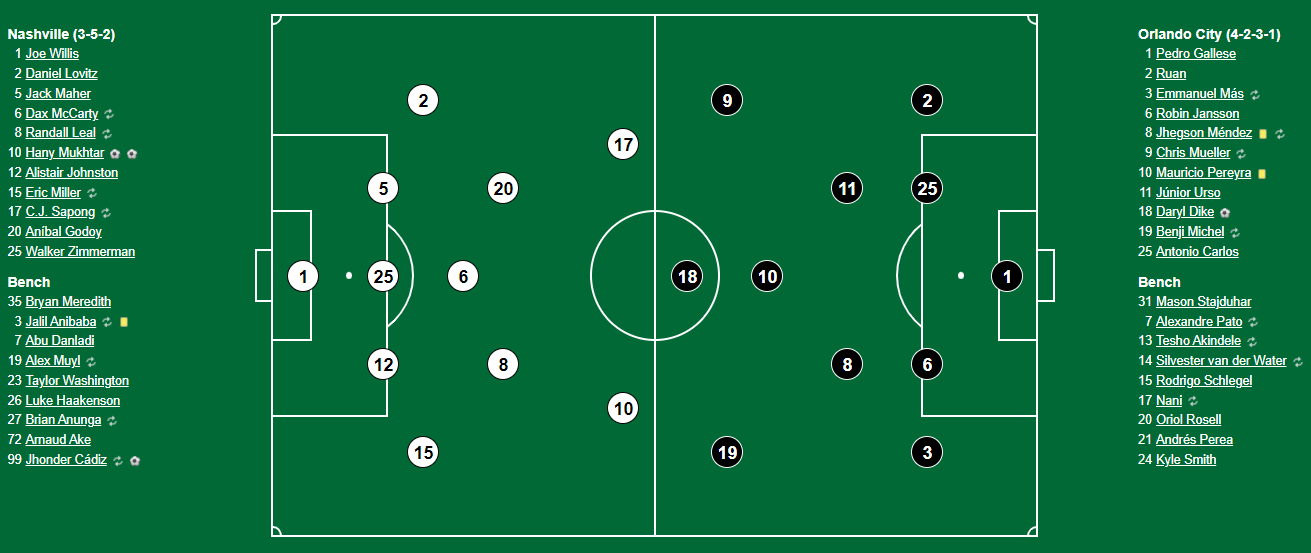 Nashville (3-5-2)
1 Joe Willis
2 Daniel Lovitz
5 Jack Maher
6 Dax McCarty
8 Randall Leal
10 Hany Mukhtar
12 Alistair Johnston
15 Eric Miller
17 C.J. Sapong
20 Aníbal Godoy
25 Walker Zimmerman
Bench
35 Bryan Meredith
3 Jalil Anibaba
7 Abu Danladi
19 Alex Muyl
23 Taylor Washington
26 Luke Haakenson
27 Brian Anunga
72 Arnaud Ake
99 Jhonder Cádiz
2
17
5
20
1
25
6
12
8
10
15
9
2
11
25
18
10
1
8
6
19
3
Orlando City (4-2-3-1)
1 Pedro Gallese
2 Ruan
3 Emmanuel Más
6 Robin Jansson
8 Jhegson Méndez
9 Chris Mueller
10 Mauricio Pereyra
11 Júnior Urso
18 Daryl Dike
19 Benji Michel
25 Antonio Carlos
Bench
31 Mason Stajduhar
7 Alexandre Pato
13 Tesho Akindele
14 Silvester van der Water
15 Rodrigo Schlegel
17 Nani
20 Oriol Rosell
21 Andrés Perea
24 Kyle Smith